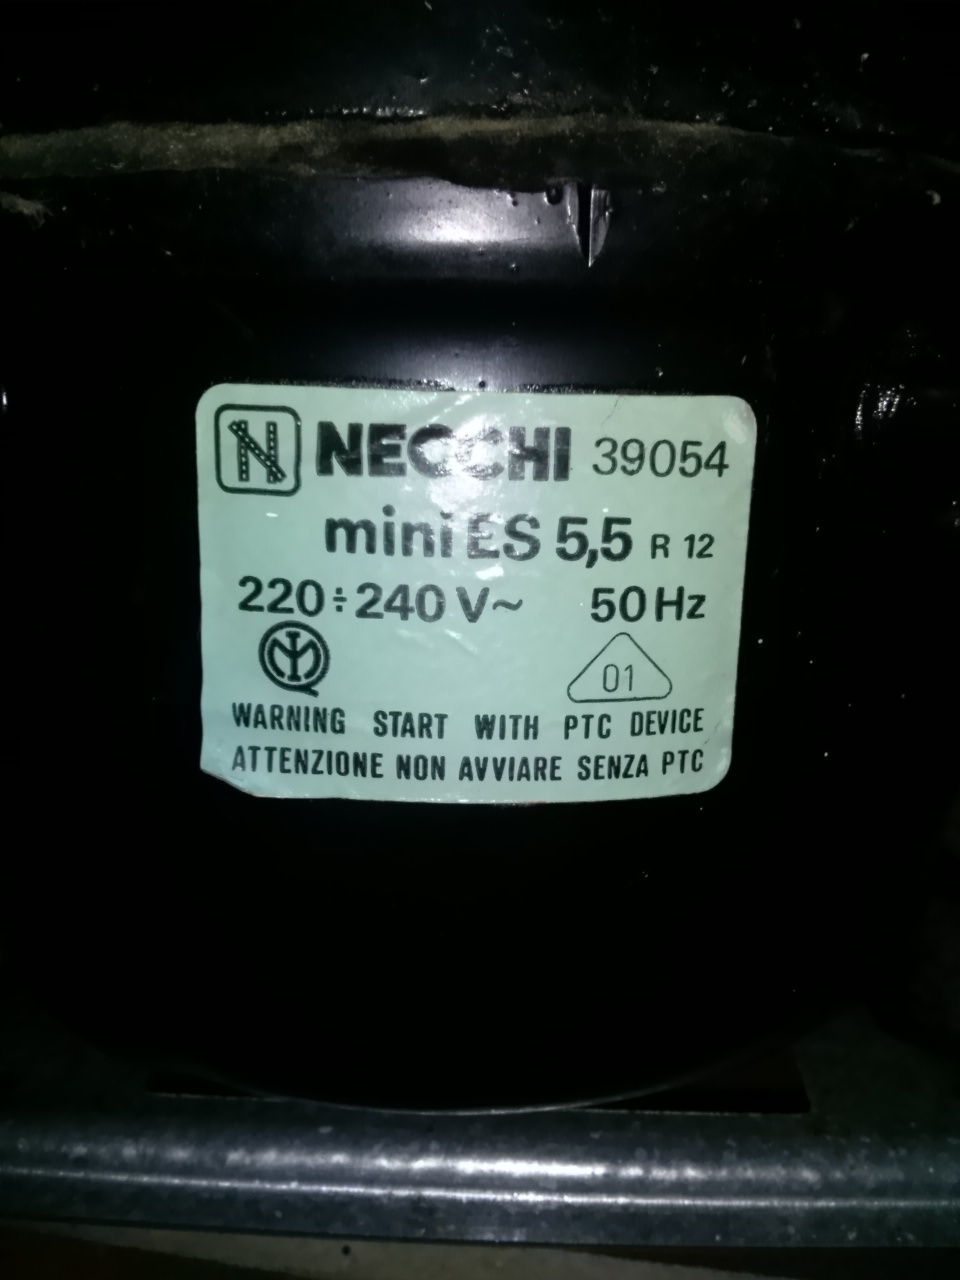 N NECCHI 39054
mini ES 5,5 R 12
220÷240 V~ 50 Hz
01
WARNING START WITH PTC DEVICE
ATTENZIONE NON AVVIARE SENZA PTC